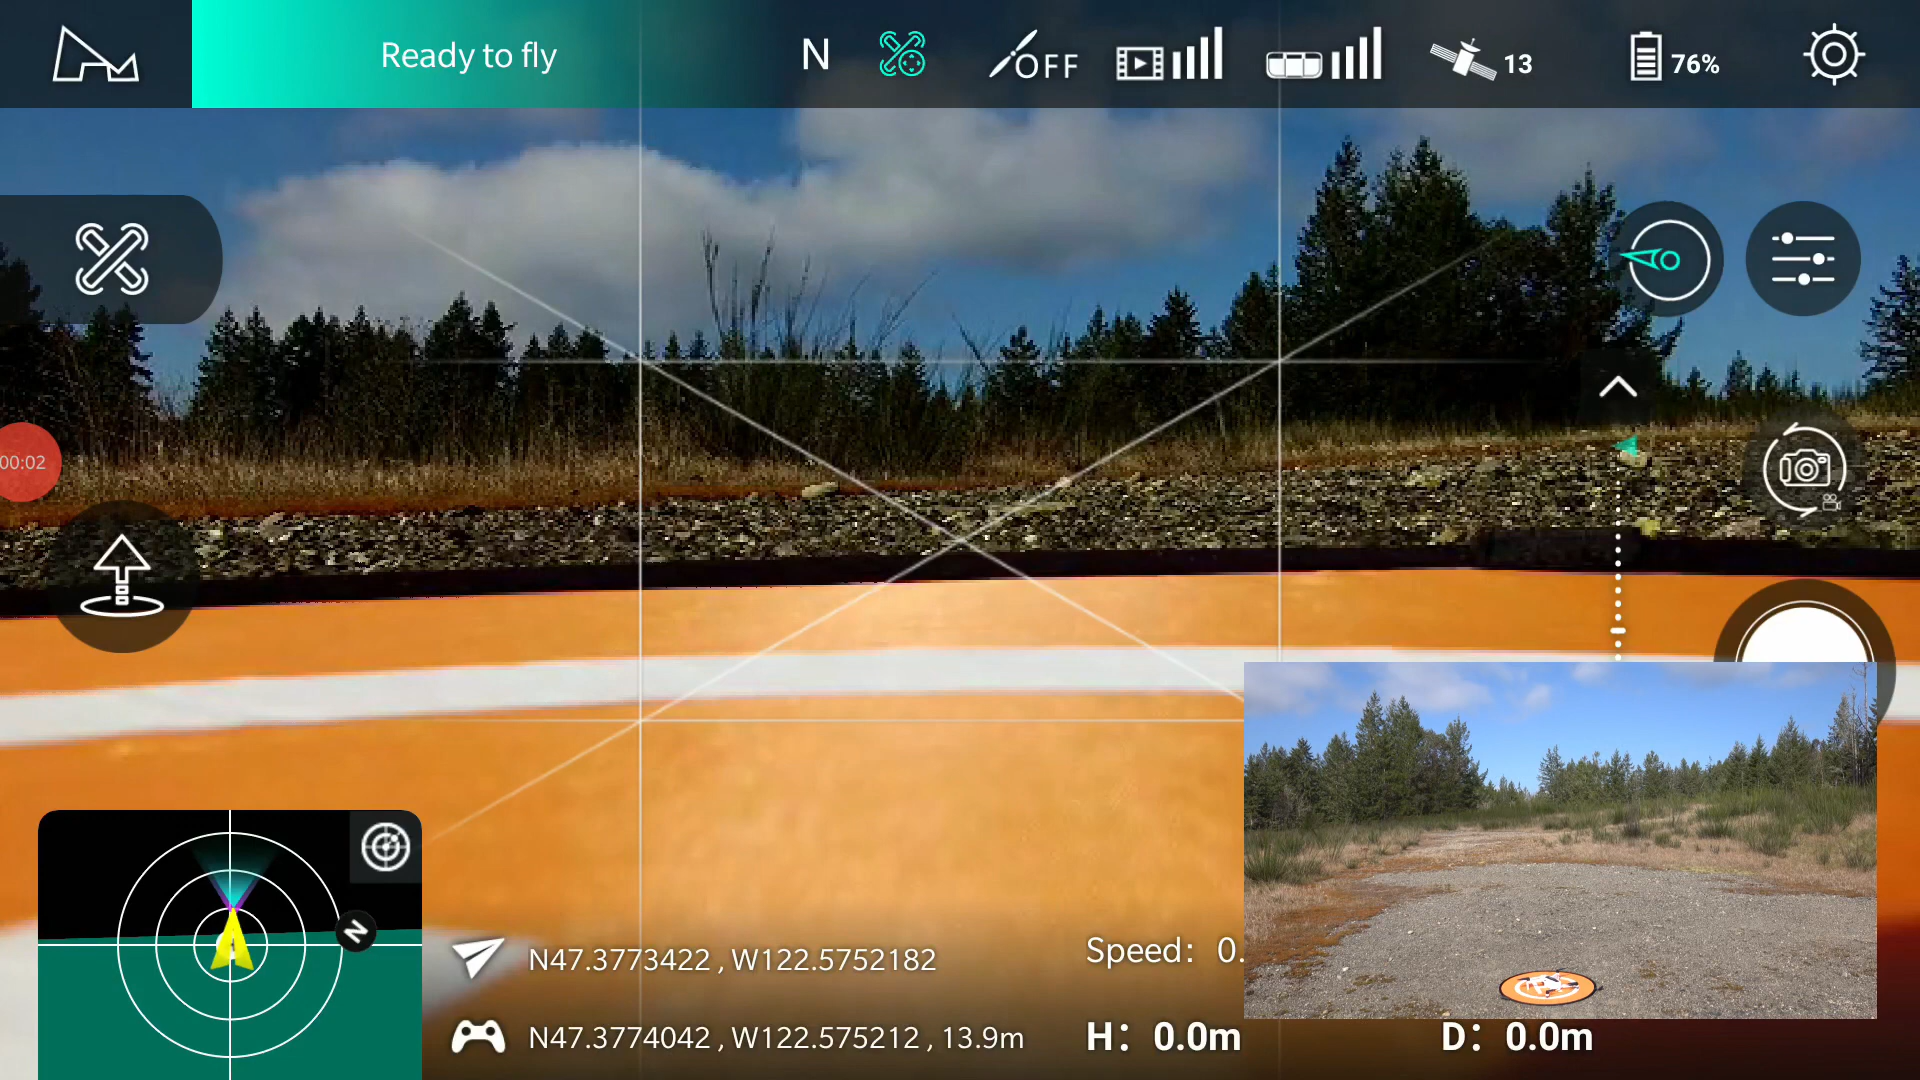 Ready to fly
N
OFF
13
76%
00:02
N
N47.3773422 , W122.5752182
Speed: 0.
N47.3774042 , W122.575212 , 13.9m
H: 0.0m
D: 0.0m